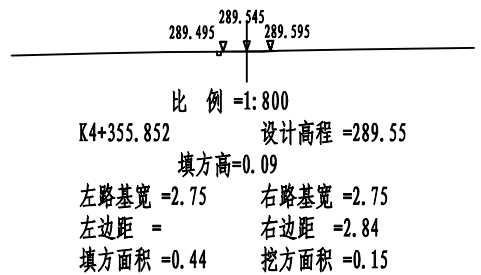 289.545
289.495 289.595
比 例 =1:800
K4+355.852 设计高程 =289.55
填方高=0.09
左路基宽 =2.75 右路基宽 =2.75
左边距 = 右边距 =2.84
填方面积 =0.44 挖方面积 =0.15